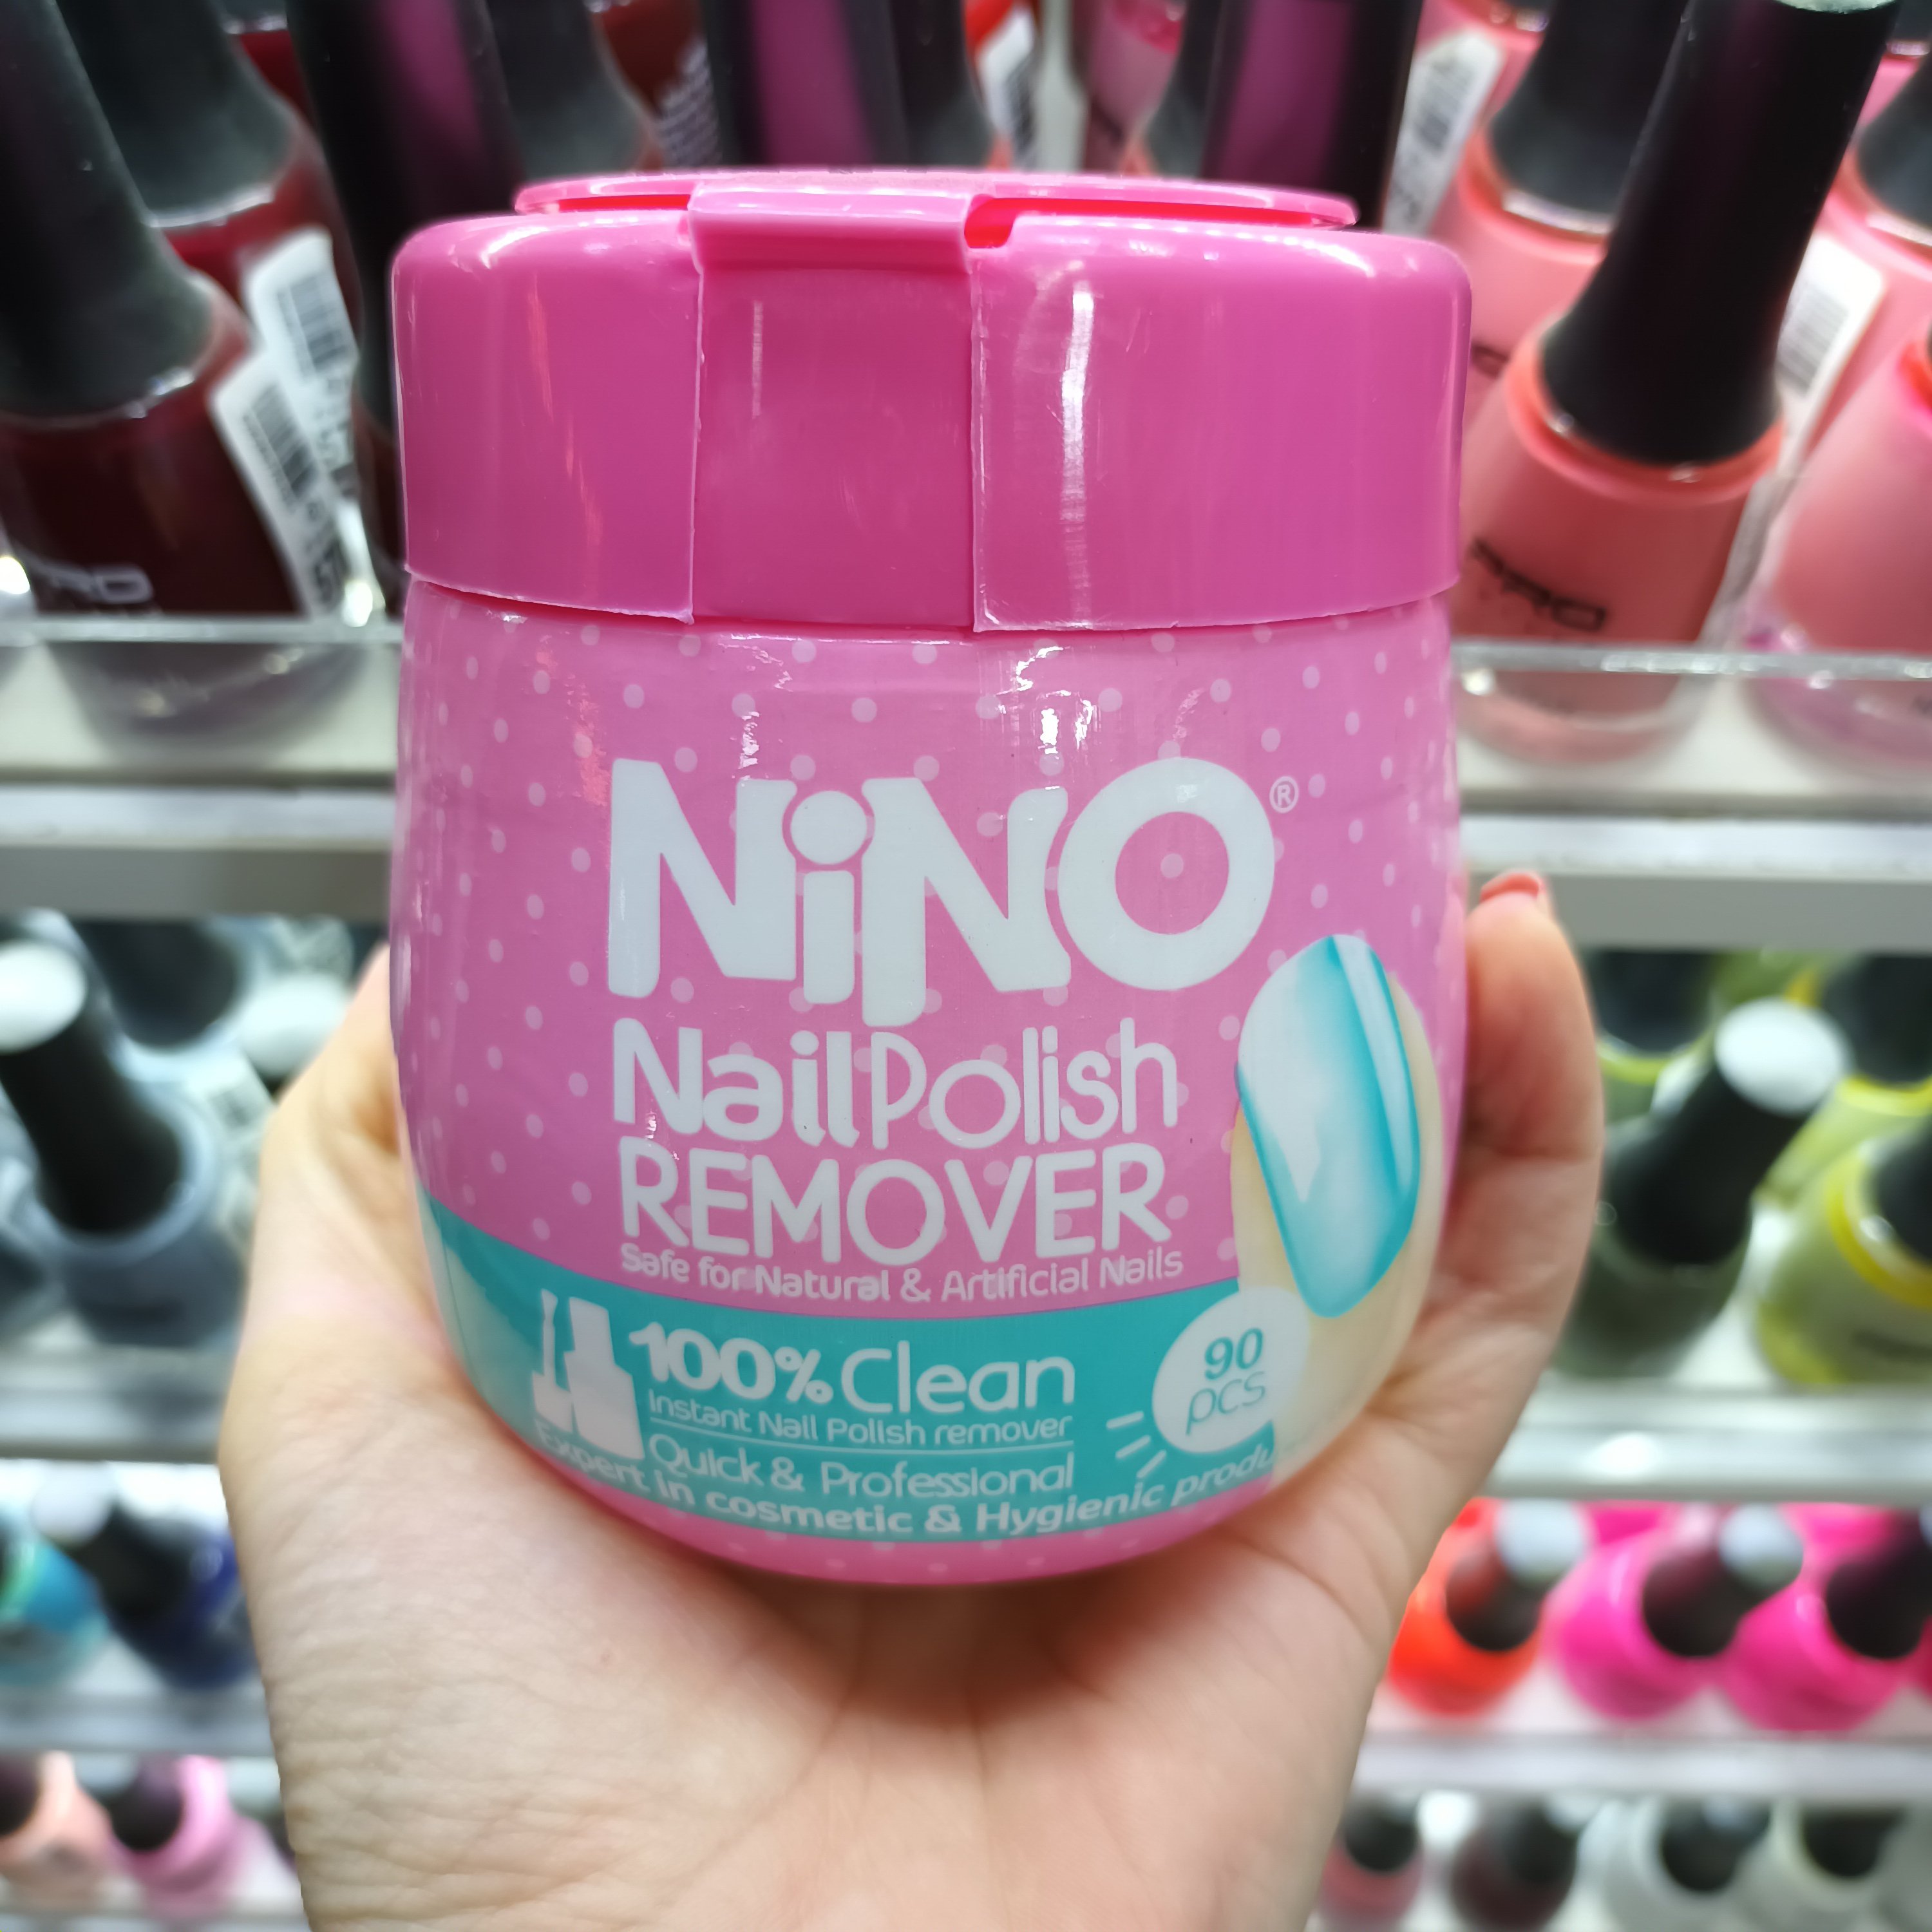 NiNO®
NailPolish
REMOVER
Safe for Natural & Artificial Nails
100% Clean
Instant Nail Polish remover
Quick & Professional
90
pcs
Expert in cosmetic & Hygienic produ